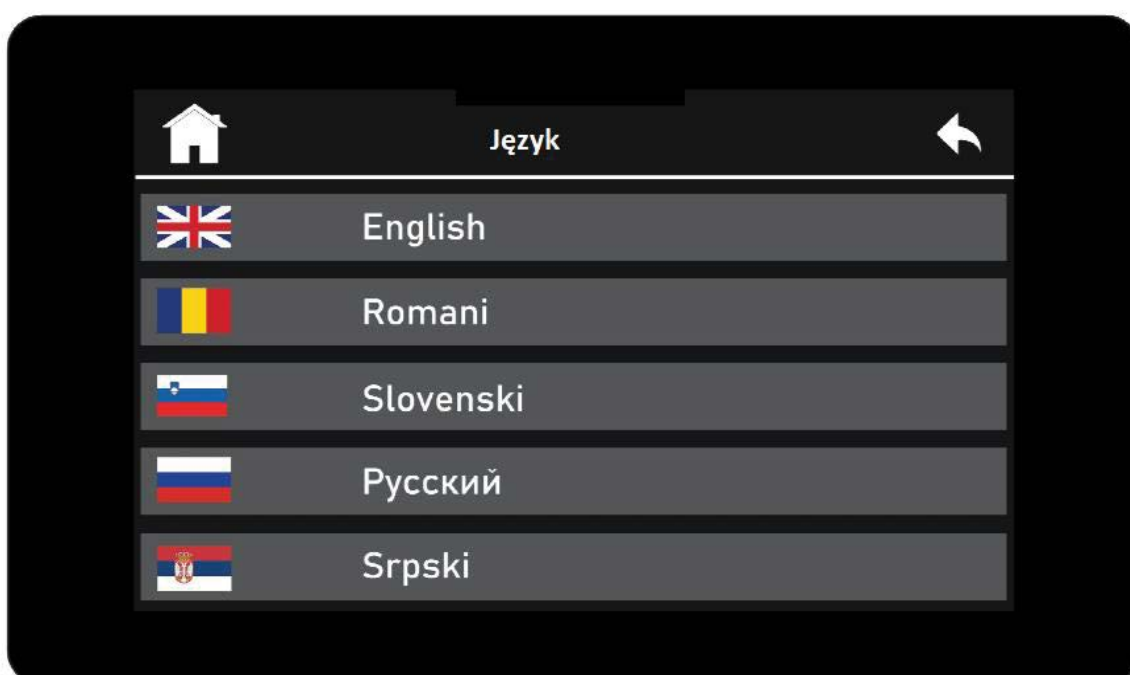 Język
English
Romani
Slovenski
Русский
Srpski